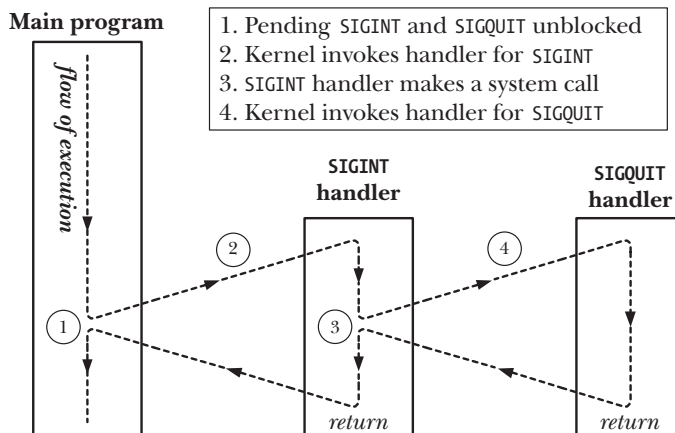 Main program
1. Pending SIGINT and SIGQUIT unblocked
2. Kernel invokes handler for SIGINT
3. SIGINT handler makes a system call
4. Kernel invokes handler for SIGQUIT
flow of execution
SIGINT
handler
SIGQUIT
handler
2
4
1
3
return
return